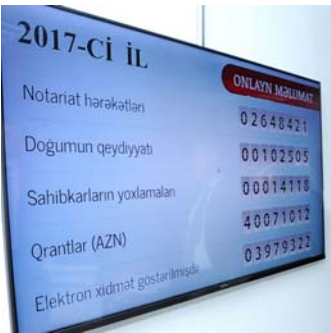 2017-Cİ İL
ONLAYN MƏLUMAT
Notariat hərəkətləri 02648421
Doğumun qeydiyyatı 00102505
Sahibkarların yoxlamaları 00014118
Qrantlar (AZN) 40071012
Elektron xidmət göstərilmişdir 03979322